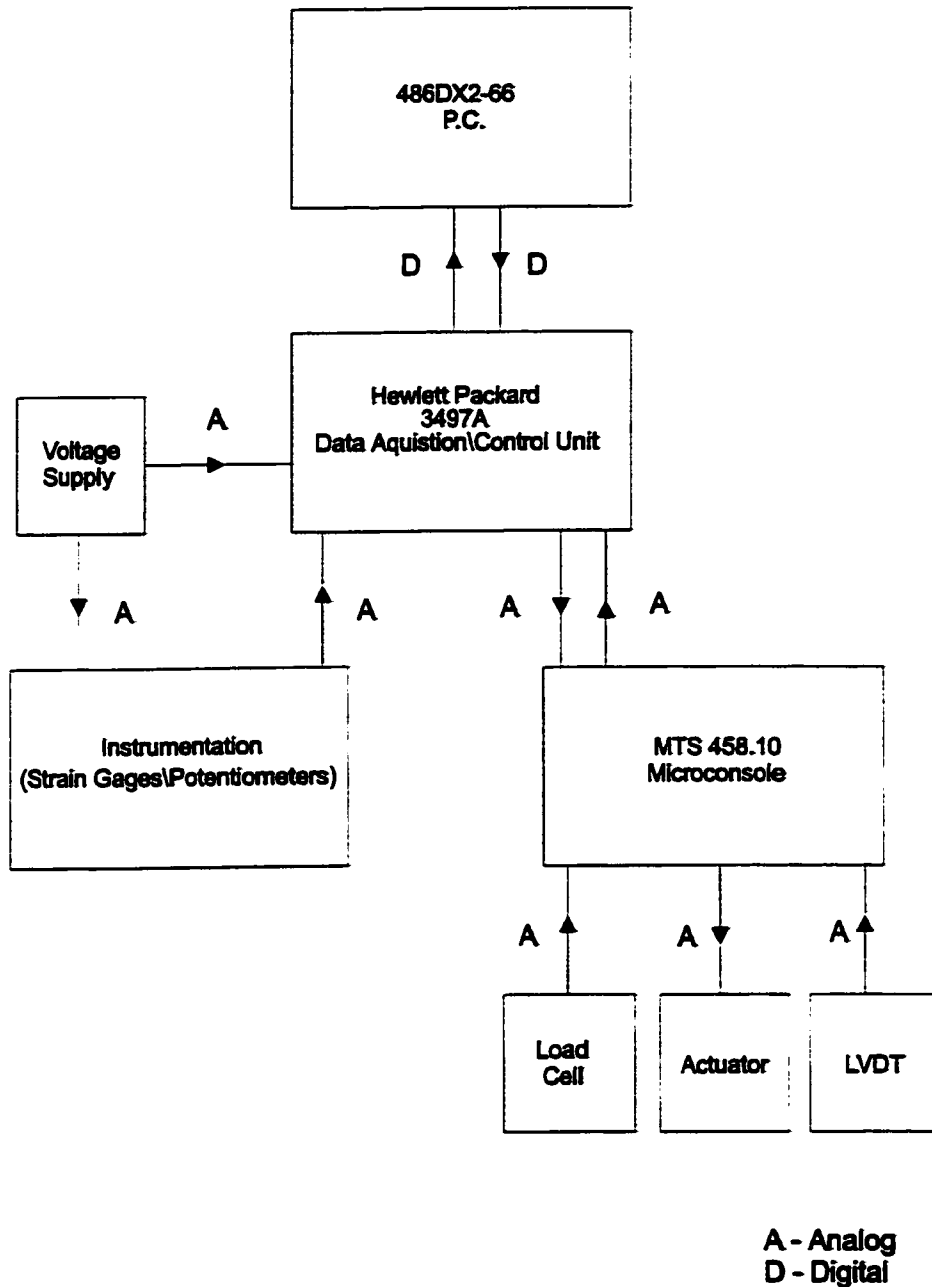 486DX2-66
P.C.
D
D
Hewlett Packard
3497A
Data Aquistion\Control Unit
A
Voltage
Supply
A
A
A
A
Instrumentation
(Strain Gages\Potentiometers)
MTS 458.10
Microconsole
A
A
A
Load
Cell
Actuator
LVDT
A - Analog
D - Digital